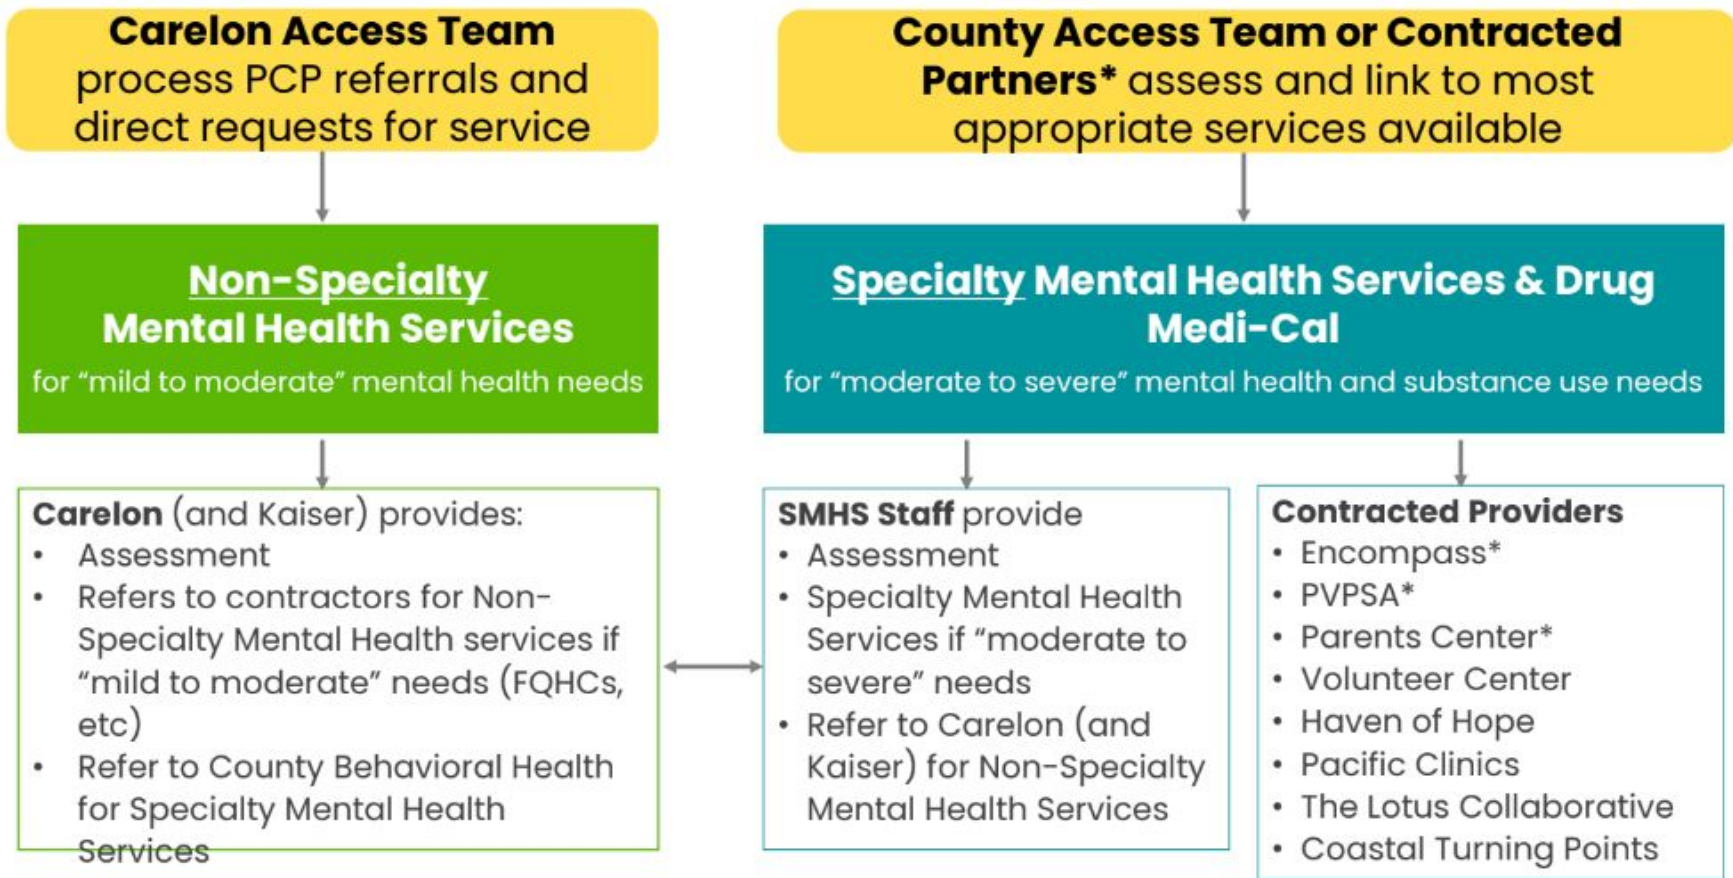 Carelon Access Team
process PCP referrals and
direct requests for service
County Access Team or Contracted
Partners* assess and link to most
appropriate services available
Non-Specialty
Mental Health Services
for “mild to moderate” mental health needs
Specialty Mental Health Services & Drug
Medi-Cal
for “moderate to severe” mental health and substance use needs
Carelon (and Kaiser) provides:
• Assessment
• Refers to contractors for Non-
Specialty Mental Health services if
“mild to moderate” needs (FQHCs,
etc)
• Refer to County Behavioral Health
for Specialty Mental Health
Services
SMHS Staff provide
• Assessment
• Specialty Mental Health
Services if “moderate to
severe” needs
• Refer to Carelon (and
Kaiser) for Non-Specialty
Mental Health Services
Contracted Providers
• Encompass*
• PVPSA*
• Parents Center*
• Volunteer Center
• Haven of Hope
• Pacific Clinics
• The Lotus Collaborative
• Coastal Turning Points